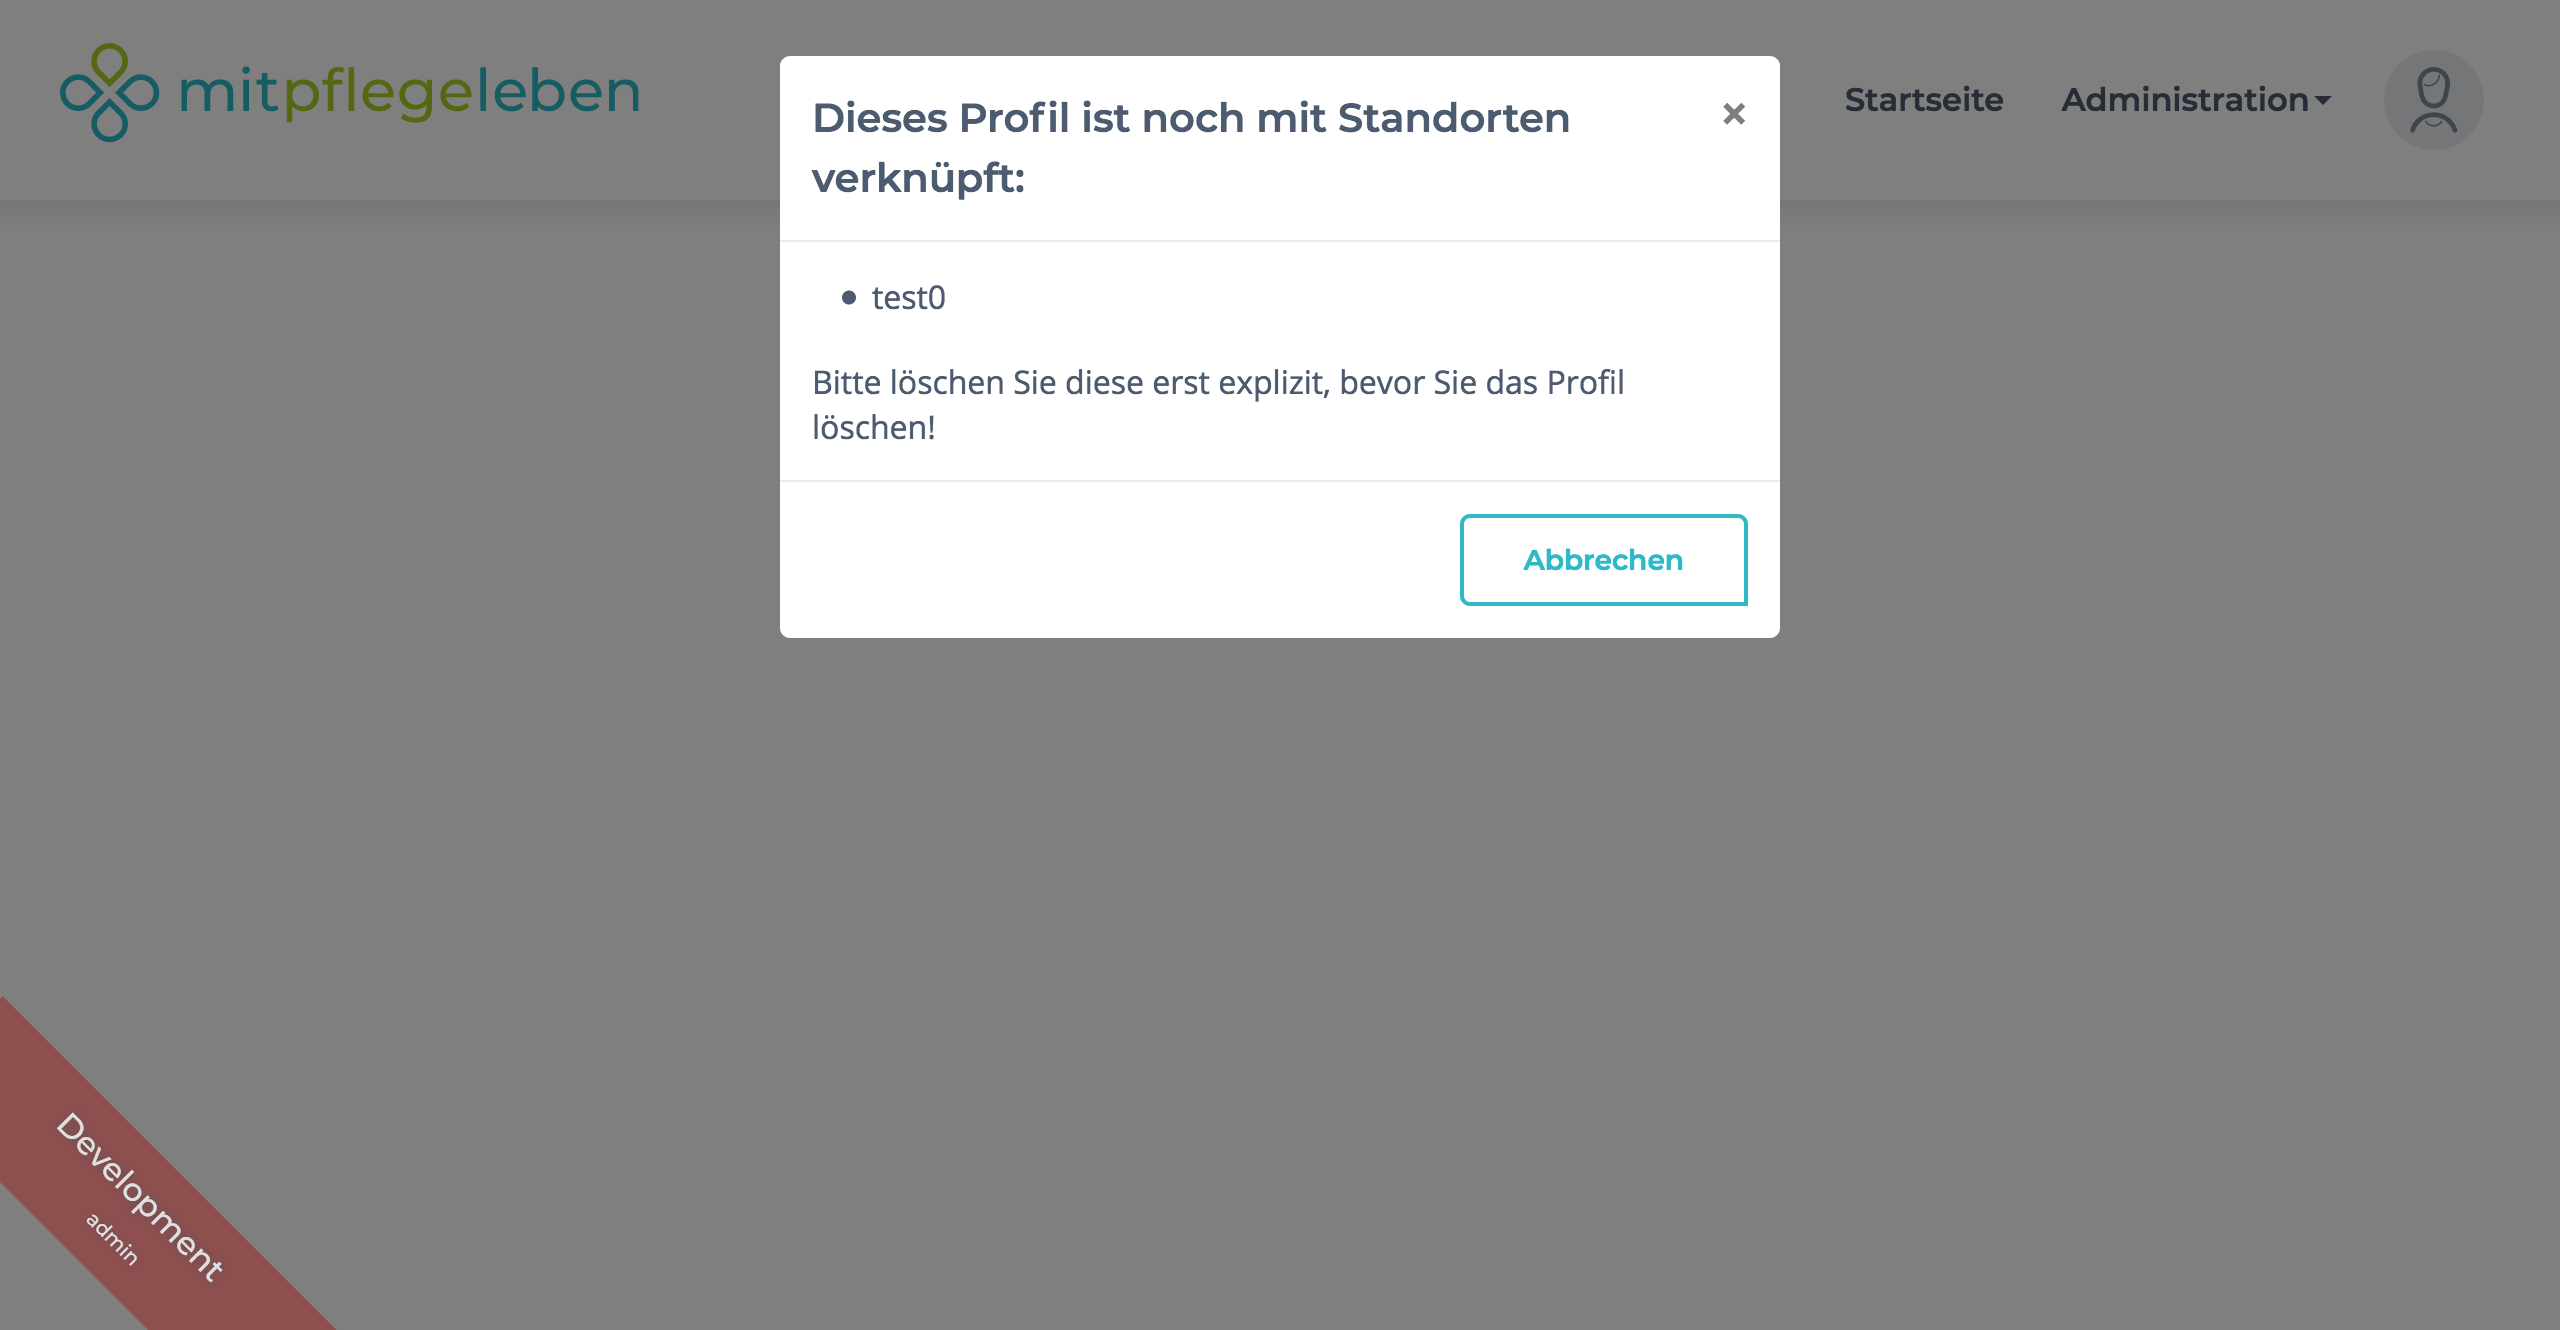 mitpflegeleben
Startseite
Administration
Dieses Profil ist noch mit Standorten
verknüpft:
×
• test0
Bitte löschen Sie diese erst explizit, bevor Sie das Profil
löschen!
Abbrechen
Development
admin